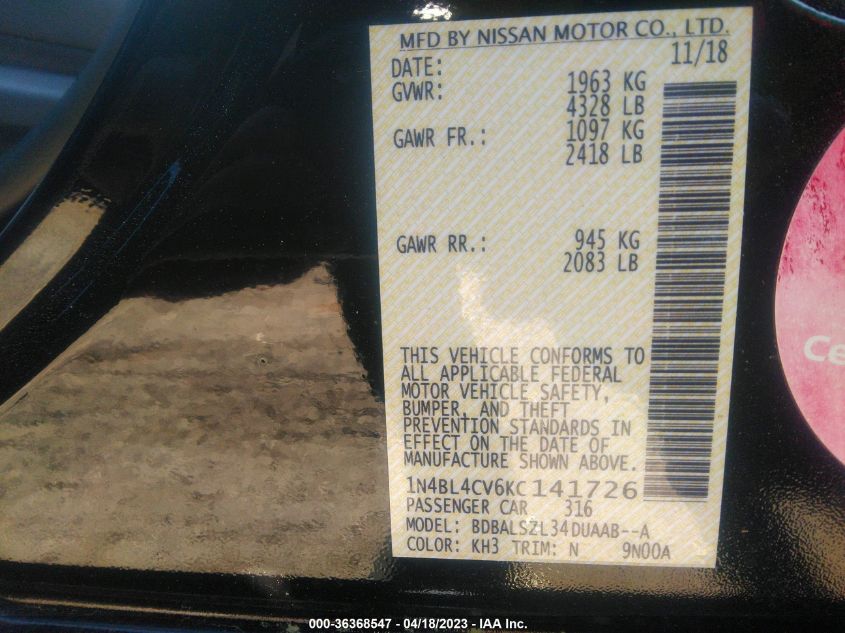 MFD BY NISSAN MOTOR CO., LTD.
DATE: 11/18
GVWR: 1963 KG
4328 LB
GAWR FR.: 1097 KG
2418 LB
GAWR RR.: 945 KG
2083 LB
THIS VEHICLE CONFORMS TO
ALL APPLICABLE FEDERAL
MOTOR VEHICLE SAFETY,
BUMPER, AND THEFT
PREVENTION STANDARDS IN
EFFECT ON THE DATE OF
MANUFACTURE SHOWN ABOVE.
1N4BL4CV6KC141726
PASSENGER CAR 316
MODEL: BDBALSZL34DUAAB--A
COLOR: KH3 TRIM: N 9N00A
Ce
000-36368547 - 04/18/2023 - IAA Inc.